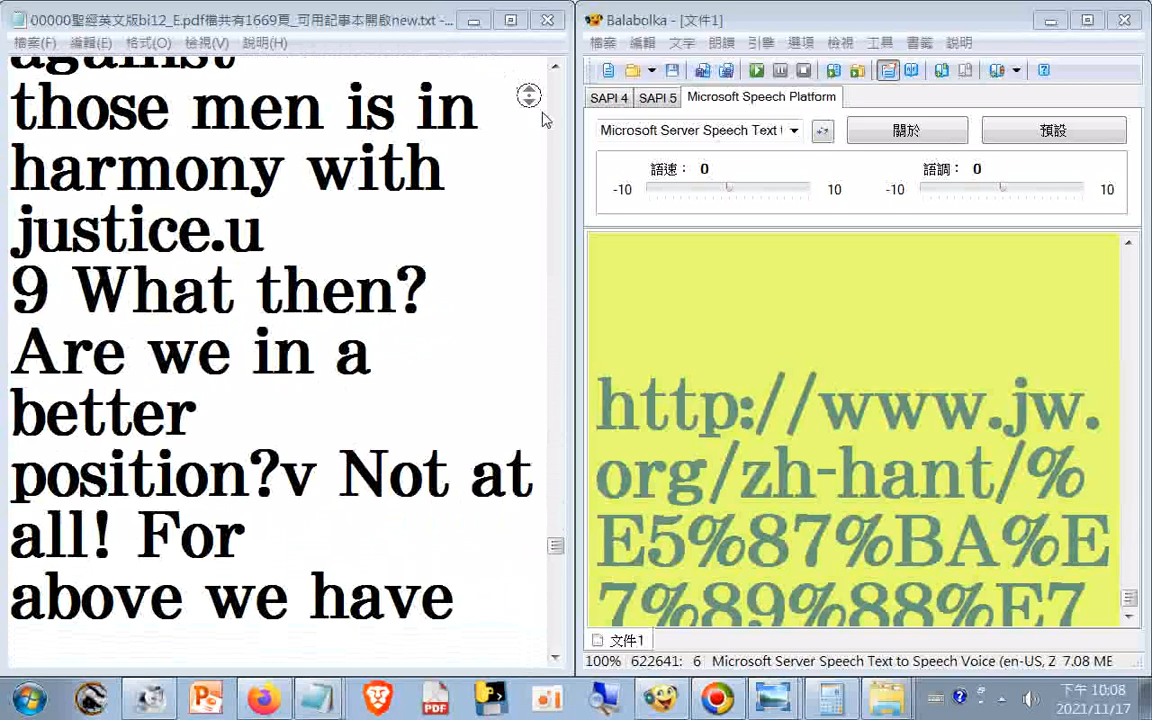 00000聖經英文版bi12_E.pdf檔共有1669頁_可用記事本開啟new.txt -...
檔案(F) 編輯(E) 格式(O) 檢視(V) 說明(H)
against
those men is in
harmony with
justice.u
9 What then?
Are we in a
better
position?v Not at
all! For
above we have
Balabolka - [文件1]
檔案 編輯 文字 朗讀 引擎 選項 檢視 工具 書籤 說明
SAPI 4 SAPI 5 Microsoft Speech Platform
Microsoft Server Speech Text 關於 預設
語速： 0 語調： 0
-10 10 -10 10
http://www.jw.
org/zh-hant/%
E5%87%BA%E
7%89%88%E7
文件1
100% 622641: 6 Microsoft Server Speech Text to Speech Voice (en-US, Z 7.08 ME
PDF
下午 10:08
2021/11/17